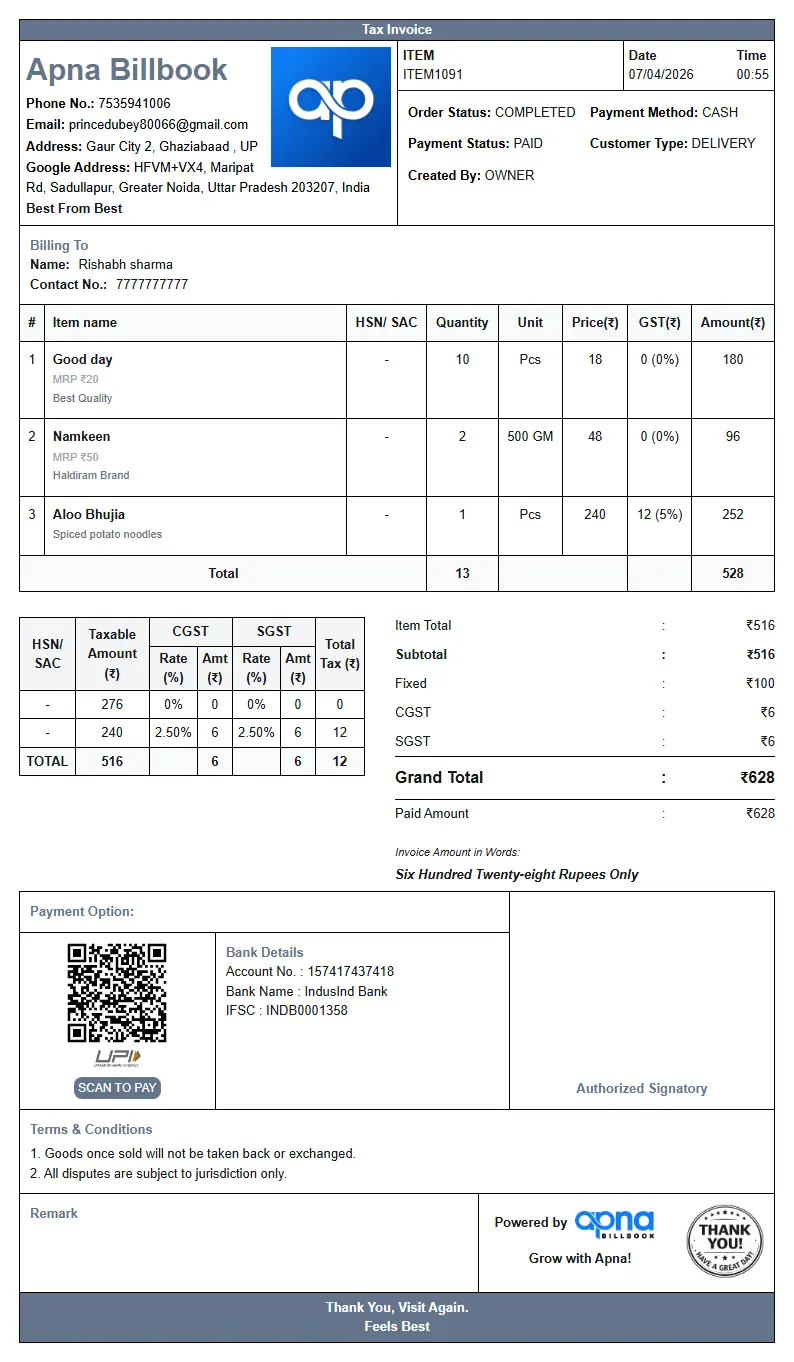 Tax Invoice
Apna Billbook
Phone No.: 7535941006
Email: princedubey80066@gmail.com
Address: Gaur City 2, Ghaziabaad , UP
Google Address: HFVM+VX4, Maripat
Rd, Sadullapur, Greater Noida, Uttar Pradesh 203207, India
Best From Best
ap
ITEM
ITEM1091
Date Time
07/04/2026 00:55
Order Status: COMPLETED Payment Method: CASH
Payment Status: PAID Customer Type: DELIVERY
Created By: OWNER
Billing To
Name: Rishabh sharma
Contact No.: 7777777777
# Item name HSN/ SAC Quantity Unit Price(₹) GST(₹) Amount(₹)
1 Good day - 10 Pcs 18 0 (0%) 180
MRP ₹20
Best Quality
2 Namkeen - 2 500 GM 48 0 (0%) 96
MRP ₹50
Haldiram Brand
3 Aloo Bhujia - 1 Pcs 240 12 (5%) 252
Spiced potato noodles
Total 13 528
HSN/ SAC Taxable Amount (₹) CGST SGST Total Tax (₹)
Rate (%) Amt (₹) Rate (%) Amt (₹)
- 276 0% 0 0% 0 0
- 240 2.50% 6 2.50% 6 12
TOTAL 516 6 6 12
Item Total : ₹516
Subtotal : ₹516
Fixed : ₹100
CGST : ₹6
SGST : ₹6
Grand Total : ₹628
Paid Amount : ₹628
Invoice Amount in Words:
Six Hundred Twenty-eight Rupees Only
Payment Option:
UPI
SCAN TO PAY
Bank Details
Account No. : 157417437418
Bank Name : IndusInd Bank
IFSC : INDB0001358
Authorized Signatory
Terms & Conditions
1. Goods once sold will not be taken back or exchanged.
2. All disputes are subject to jurisdiction only.
Remark
Powered by apna
BILLBOOK
Grow with Apna!
THANK
YOU!
HAVE A GREAT DAY!
Thank You, Visit Again.
Feels Best